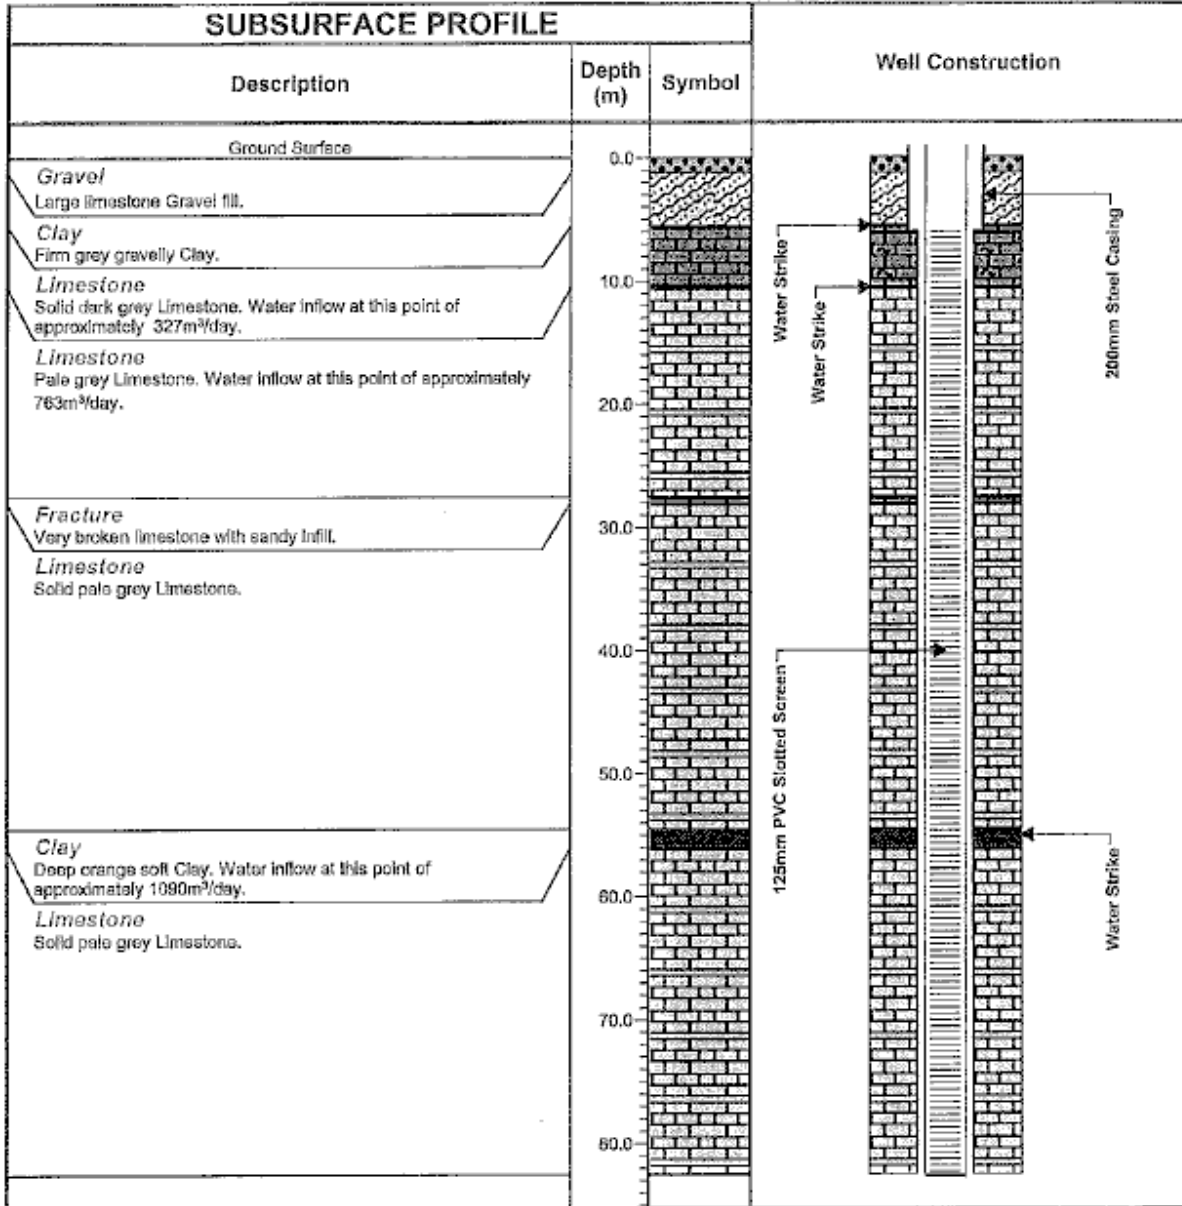 SUBSURFACE PROFILE
Description
Depth
(m)
Symbol
Well Construction
Ground Surface
Gravel
Large limestone Gravel fill.
Clay
Firm grey gravelly Clay.
Limestone
Solid dark grey Limestone. Water inflow at this point of
approximately 327m³/day.
Limestone
Pale grey Limestone. Water inflow at this point of approximately
763m³/day.
Fracture
Very broken limestone with sandy infill.
Limestone
Solid pale grey Limestone.
Clay
Deep orange soft Clay. Water inflow at this point of
approximately 1090m³/day.
Limestone
Solid pale grey Limestone.
0.0
10.0
20.0
30.0
40.0
50.0
60.0
70.0
80.0
Water Strike
Water Strike
125mm PVC Slotted Screen
200mm Steel Casing
Water Strike